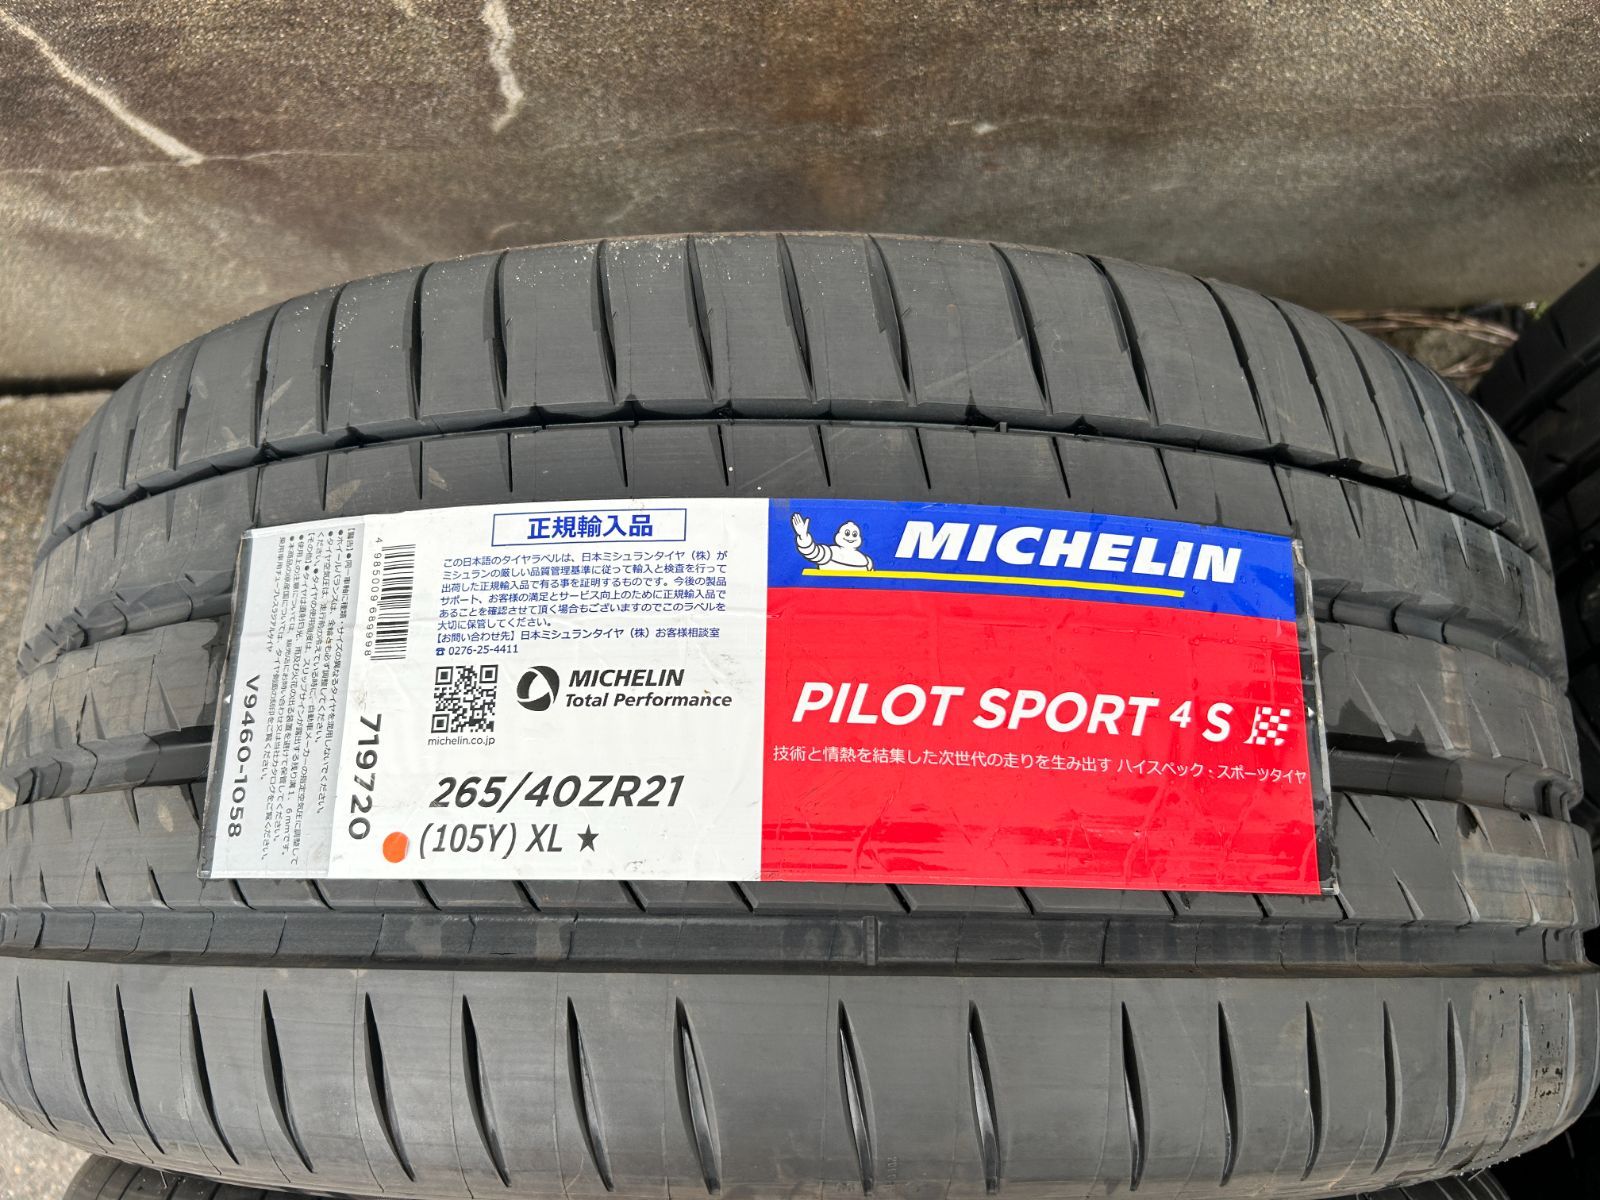 正規輸入品
この日本語のタイヤラベルは、日本ミシュランタイヤ（株）が
ミシュランの厳しい品質管理基準に従って輸入と検査を行って
出荷した正規輸入品で有る事を証明するものです。今後の製品
サポート、お客様の満足とサービス向上のために正規輸入品で
あることを確認させて頂く場合もございますのでこのラベルを
大切に保管してください。
【お問い合わせ先】日本ミシュランタイヤ（株）お客様相談室
☎ 0276-25-4411
michelin.co.jp
MICHELIN
Total Performance
265/40ZR21
(105Y) XL ★
MICHELIN
PILOT SPORT 4 S
技術と情熱を結集した次世代の走りを生み出す ハイスペック・スポーツタイヤ
4 985009 689998
719720
V9460-1058